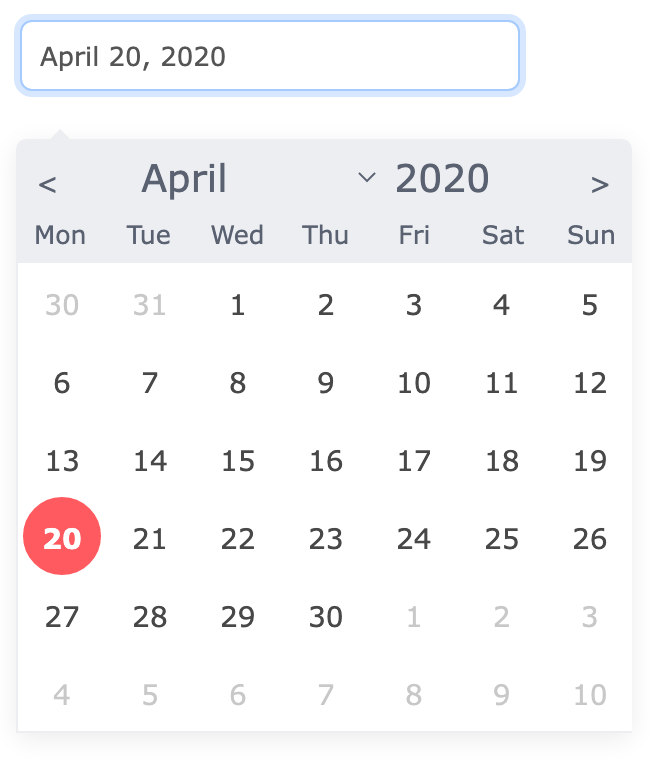 April 20, 2020
< April 2020 >
Mon Tue Wed Thu Fri Sat Sun
30 31 1 2 3 4 5
6 7 8 9 10 11 12
13 14 15 16 17 18 19
20 21 22 23 24 25 26
27 28 29 30 1 2 3
4 5 6 7 8 9 10